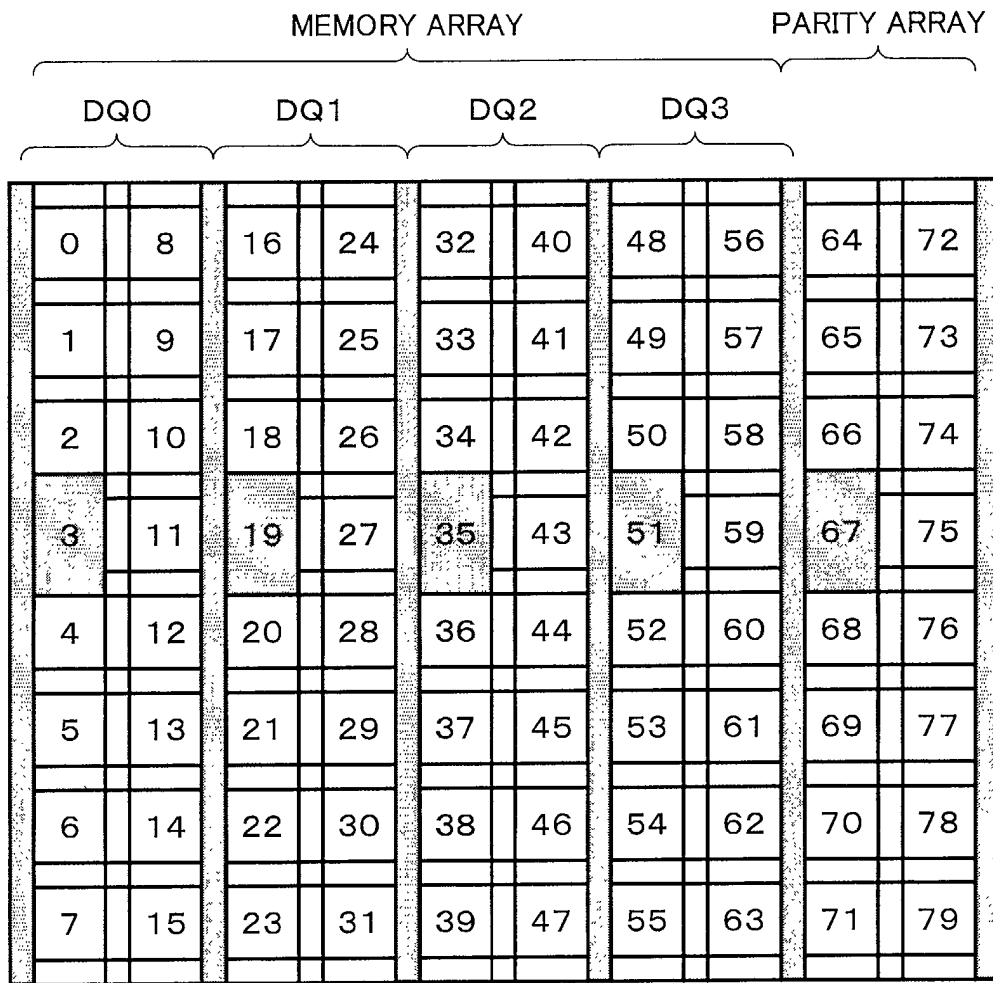 MEMORY ARRAY PARITY ARRAY
DQ0 DQ1 DQ2 DQ3
0 8 16 24 32 40 48 56 64 72
1 9 17 25 33 41 49 57 65 73
2 10 18 26 34 42 50 58 66 74
3 11 19 27 35 43 51 59 67 75
4 12 20 28 36 44 52 60 68 76
5 13 21 29 37 45 53 61 69 77
6 14 22 30 38 46 54 62 70 78
7 15 23 31 39 47 55 63 71 79